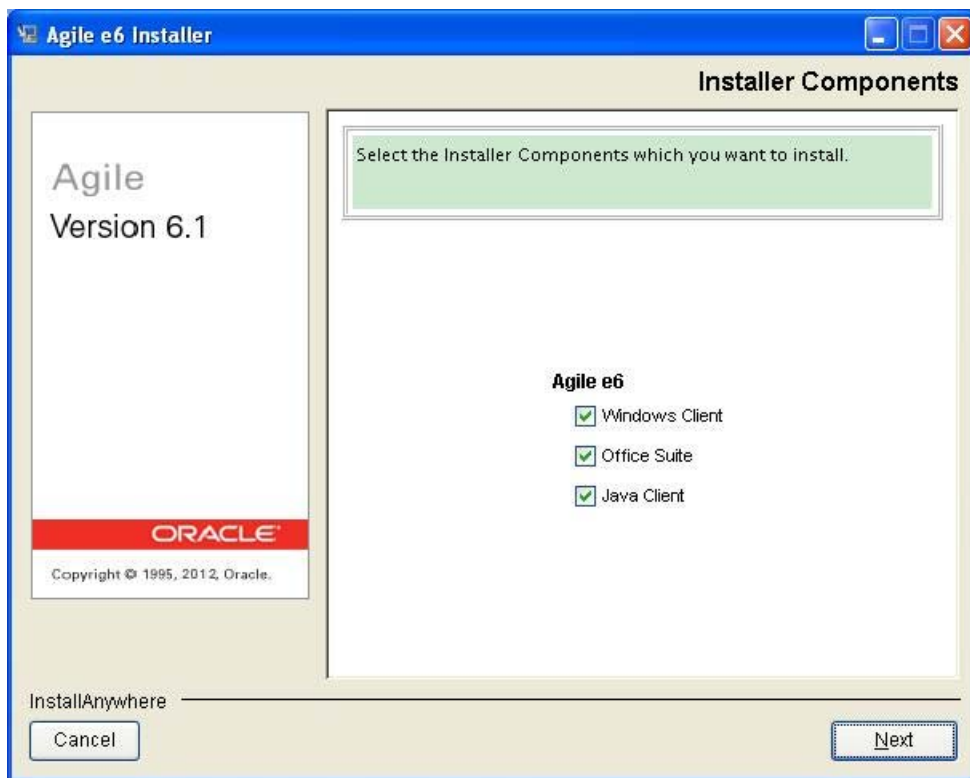 Agile e6 Installer
Installer Components
Agile
Version 6.1
Select the Installer Components which you want to install.
Agile e6
Windows Client
Office Suite
Java Client
ORACLE
Copyright © 1995, 2012, Oracle.
InstallAnywhere
Cancel
Next